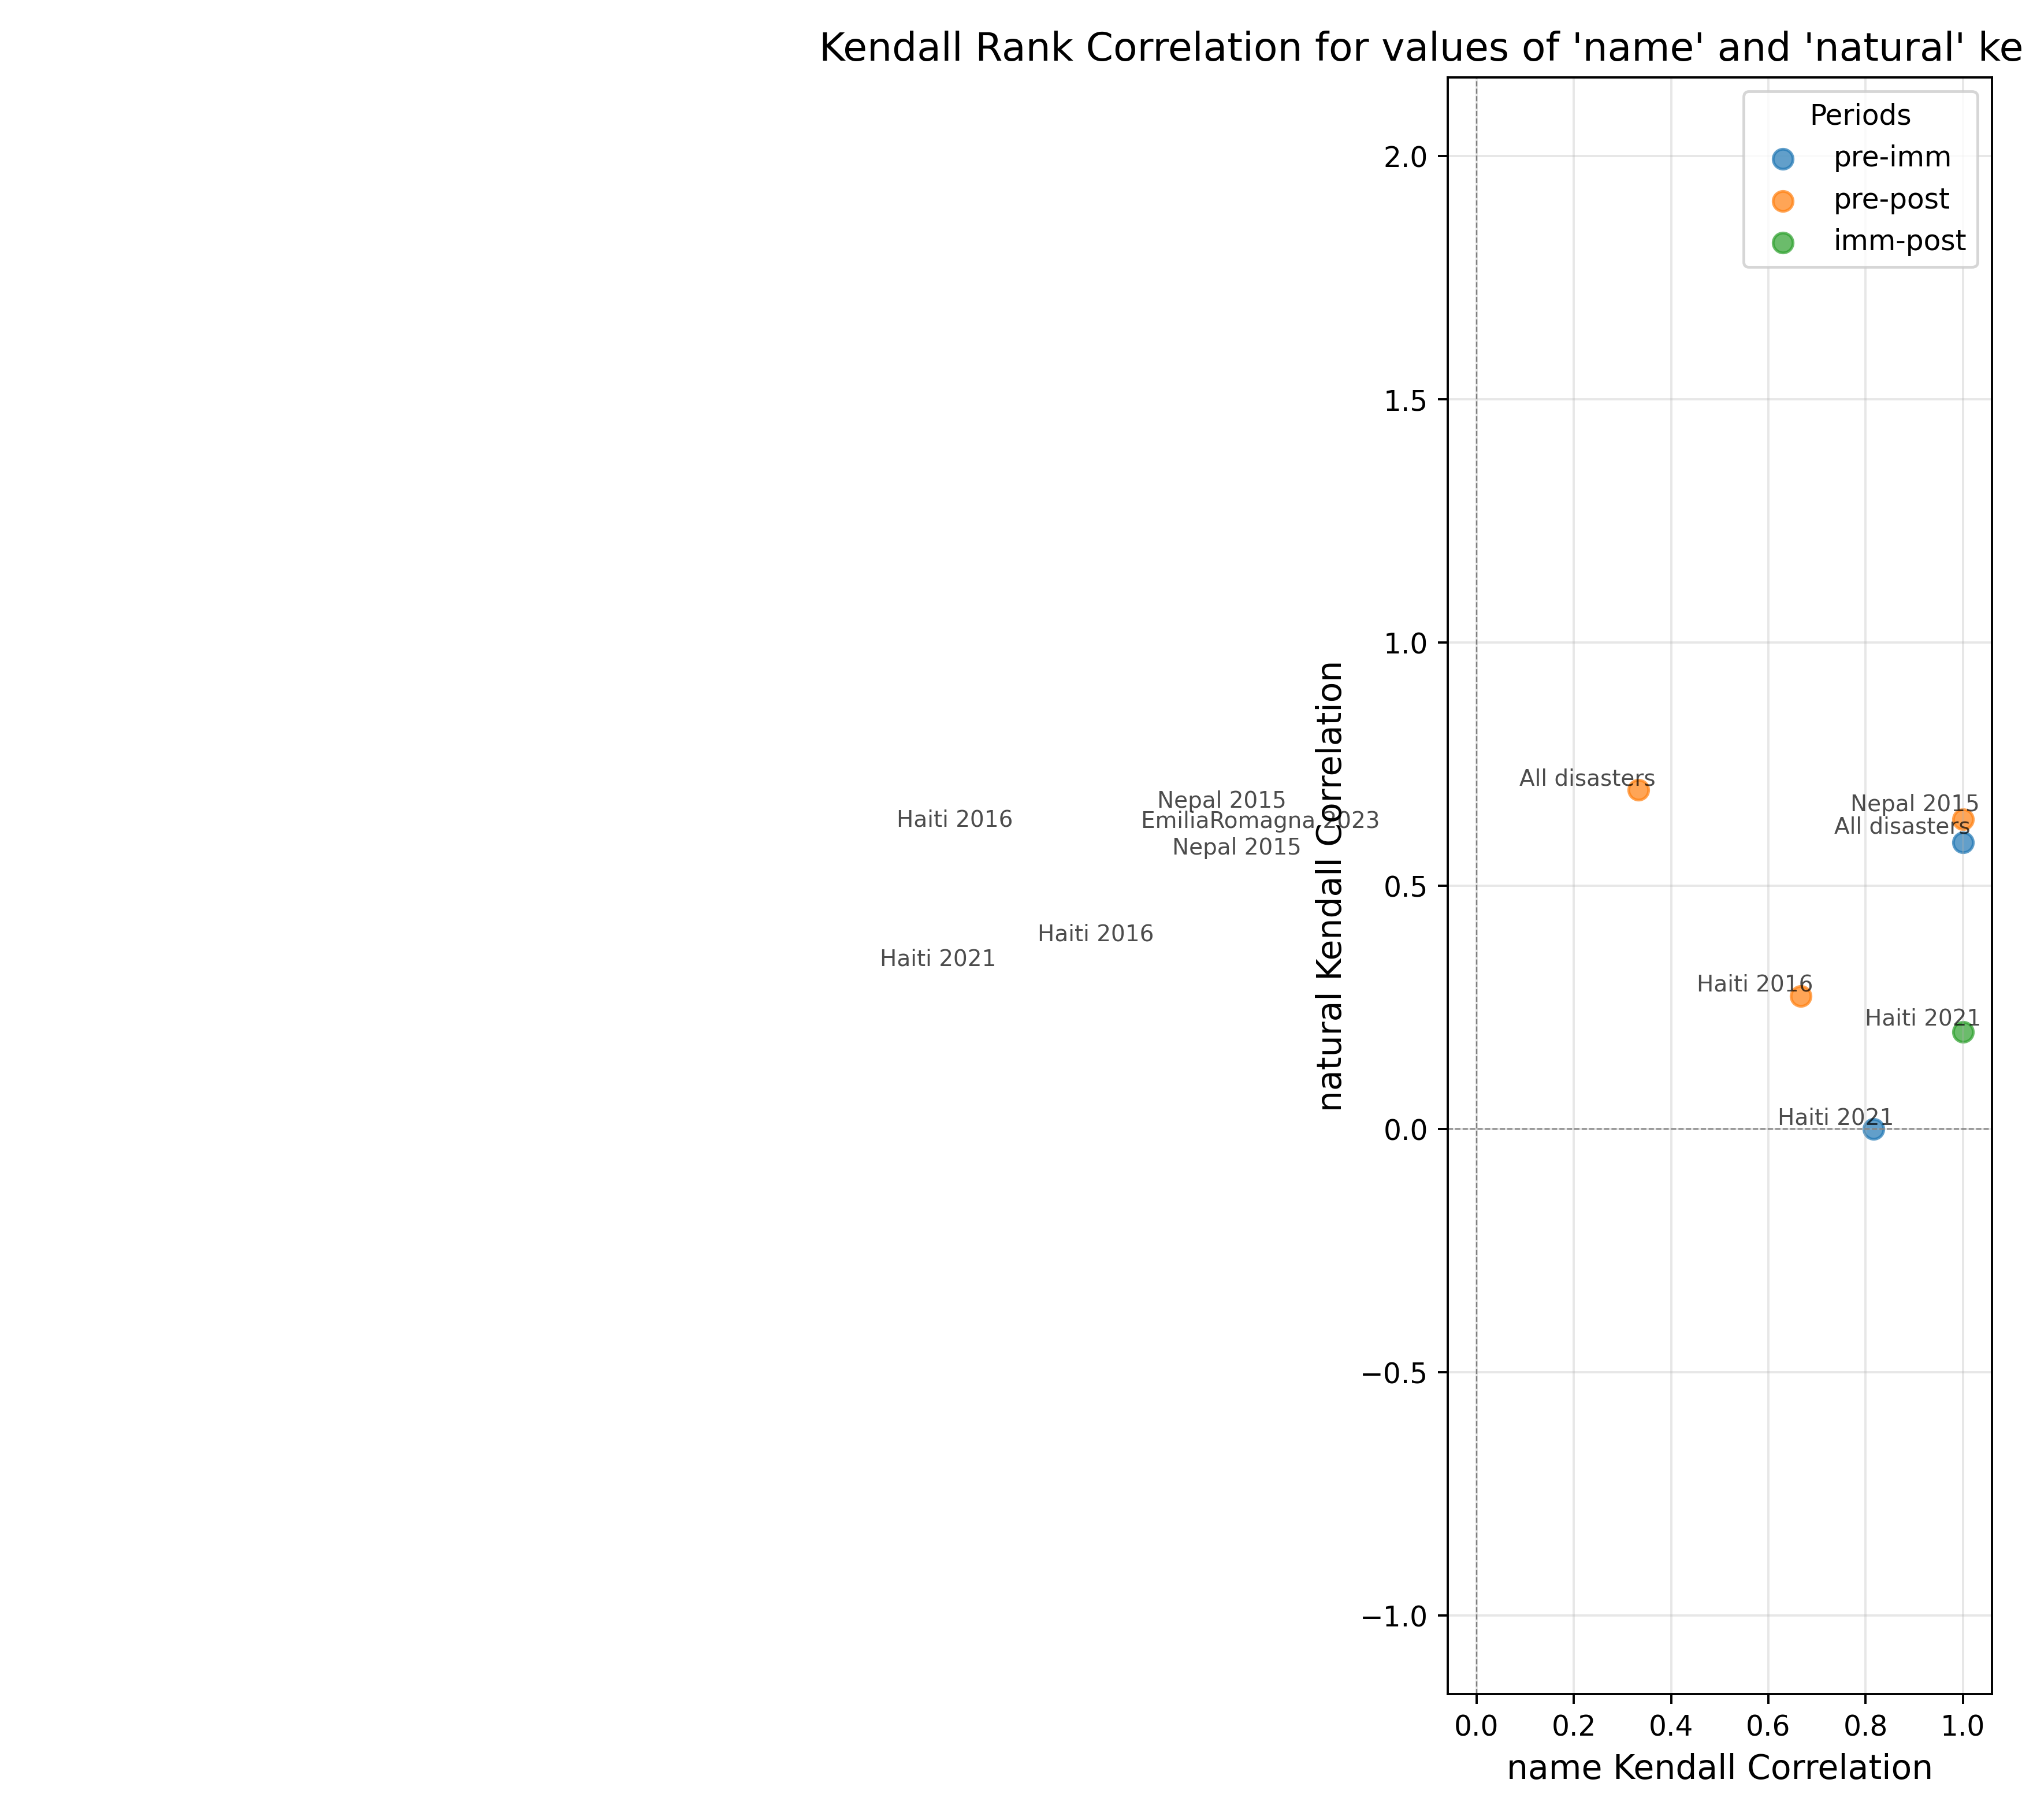 Kendall Rank Correlation for values of 'name' and 'natural' ke
Periods
pre-imm
pre-post
imm-post
2.0
1.5
1.0
0.5
0.0
−0.5
−1.0
natural Kendall Correlation
All disasters
Nepal 2015
All disasters
Nepal 2015
EmiliaRomagna 2023
Nepal 2015
Haiti 2016
Haiti 2016
Haiti 2021
Haiti 2016
Haiti 2021
Haiti 2021
0.0 0.2 0.4 0.6 0.8 1.0
name Kendall Correlation